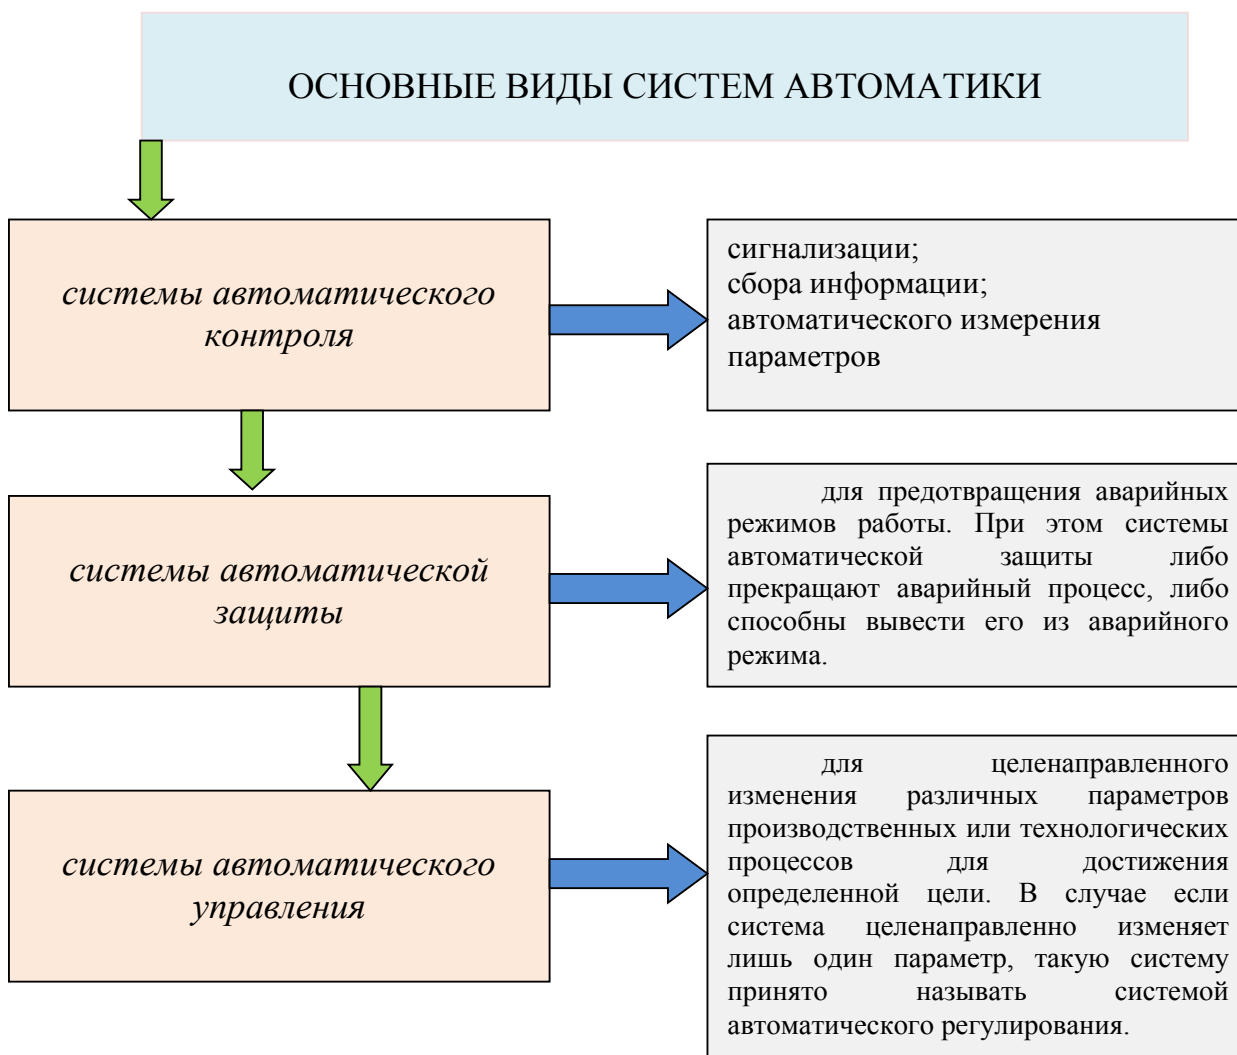 ОСНОВНЫЕ ВИДЫ СИСТЕМ АВТОМАТИКИ
системы автоматического
контроля
сигнализации;
сбора информации;
автоматического измерения
параметров
системы автоматической
защиты
для предотвращения аварийных
режимов работы. При этом системы
автоматической защиты либо
прекращают аварийный процесс, либо
способны вывести его из аварийного
режима.
системы автоматического
управления
для целенаправленного
изменения различных параметров
производственных или технологических
процессов для достижения
определенной цели. В случае если
система целенаправленно изменяет
лишь один параметр, такую систему
принято называть системой
автоматического регулирования.